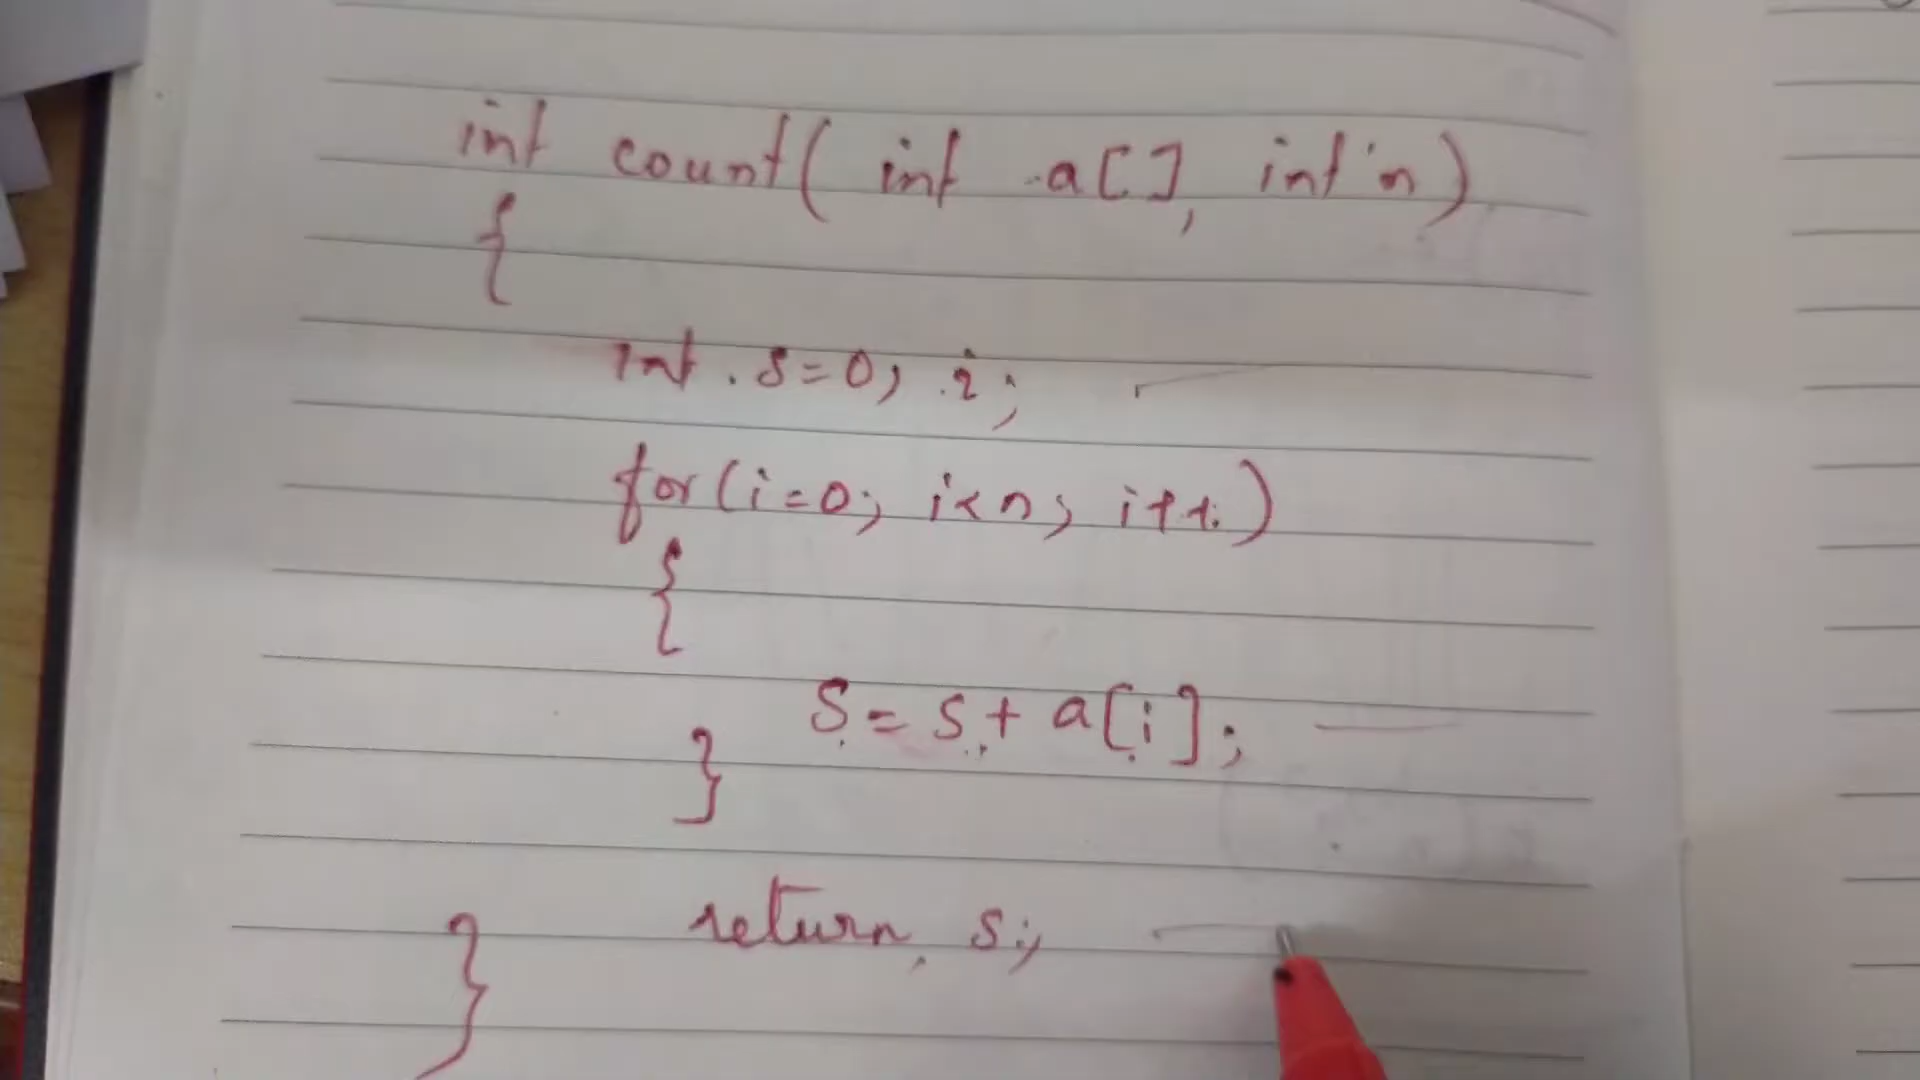 int count( int a[], int n)
{
int s=0, i;
for(i=0; i<n; i++)
{
S = S + a[i];
}
return s;
}